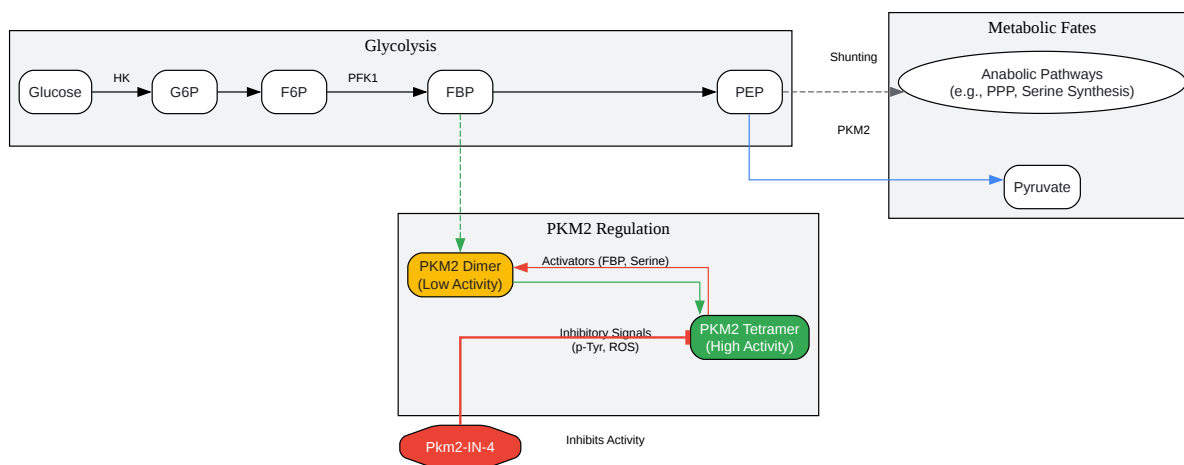 Glycolysis
Metabolic Fates
Glucose
HK
G6P
F6P
PFK1
FBP
PEP
Shunting
Anabolic Pathways
(e.g., PPP, Serine Synthesis)
PKM2
Pyruvate
PKM2 Regulation
PKM2 Dimer
(Low Activity)
Activators (FBP, Serine)
Inhibitory Signals
(p-Tyr, ROS)
PKM2 Tetramer
(High Activity)
Pkm2-IN-4
Inhibits Activity